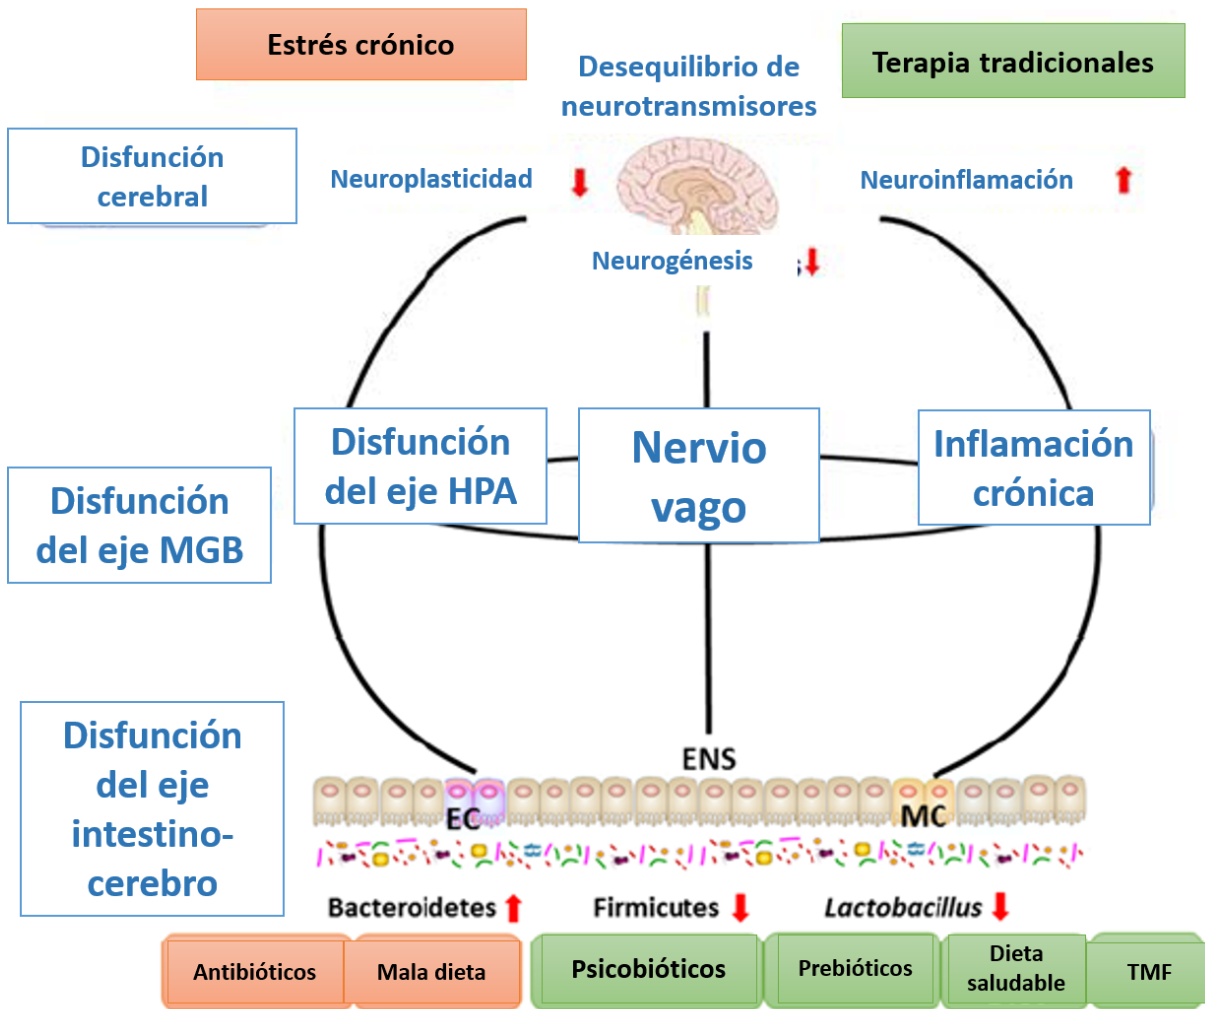 Estrés crónico
Terapia tradicionales
Desequilibrio de
neurotransmisores
Disfunción
cerebral
Neuroplasticidad
Neuroinflamación
Neurogénesis
Disfunción
del eje HPA
Nervio
vago
Inflamación
crónica
Disfunción
del eje MGB
Disfunción
del eje
intestino-
cerebro
ENS
EC
MC
Bacteroidetes
Firmicutes
Lactobacillus
Antibióticos
Mala dieta
Psicobióticos
Prebióticos
Dieta
saludable
TMF